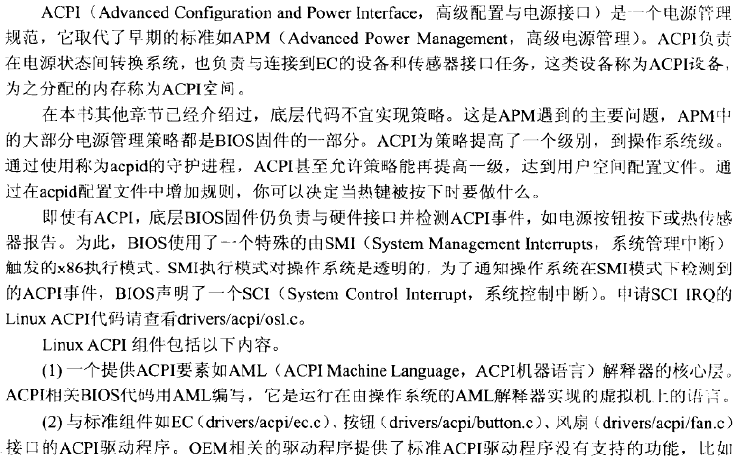 ACPI（Advanced Configuration and Power Interface，高级配置与电源接口）是一个电源管理
规范，它取代了早期的标准如APM（Advanced Power Management，高级电源管理）。ACPI负责
在电源状态间转换系统，也负责与连接到EC的设备和传感器接口任务，这类设备称为ACPI设备，
为之分配的内存称为ACPI空间。
在本书其他章节已经介绍过，底层代码不宜实现策略。这是APM遇到的主要问题，APM中
的大部分电源管理策略都是BIOS固件的一部分。ACPI为策略提高了一个级别，到操作系统级。
通过使用称为acpid的守护进程，ACPI甚至允许策略能再提高一级，达到用户空间配置文件。通
过在acpid配置文件中增加规则，你可以决定当热键被按下时要做什么。
即使有ACPI，底层BIOS固件仍负责与硬件接口并检测ACPI事件，如电源按钮按下或热传感
器报告。为此，BIOS使用了一个特殊的由SMI（System Management Interrupts，系统管理中断）
触发的x86执行模式。SMI执行模式对操作系统是透明的，为了通知操作系统在SMI模式下检测到
的ACPI事件，BIOS声明了一个SCI（System Control Interrupt，系统控制中断）。申请SCI IRQ的
Linux ACPI代码请查看drivers/acpi/osl.c。
Linux ACPI 组件包括以下内容。
(1) 一个提供ACPI要素如AML（ACPI Machine Language，ACPI机器语言）解释器的核心层。
ACPI相关BIOS代码用AML编写，它是运行在由操作系统的AML解释器实现的虚拟机上的语言。
(2) 与标准组件如EC（drivers/acpi/ec.c）、按钮（drivers/acpi/button.c）、风扇（drivers/acpi/fan.c）
接口的ACPI驱动程序。OEM相关的驱动程序提供了标准ACPI驱动程序没有支持的功能，比如